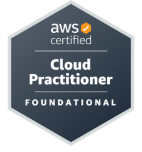 aws
certified
Cloud
Practitioner
FOUNDATIONAL